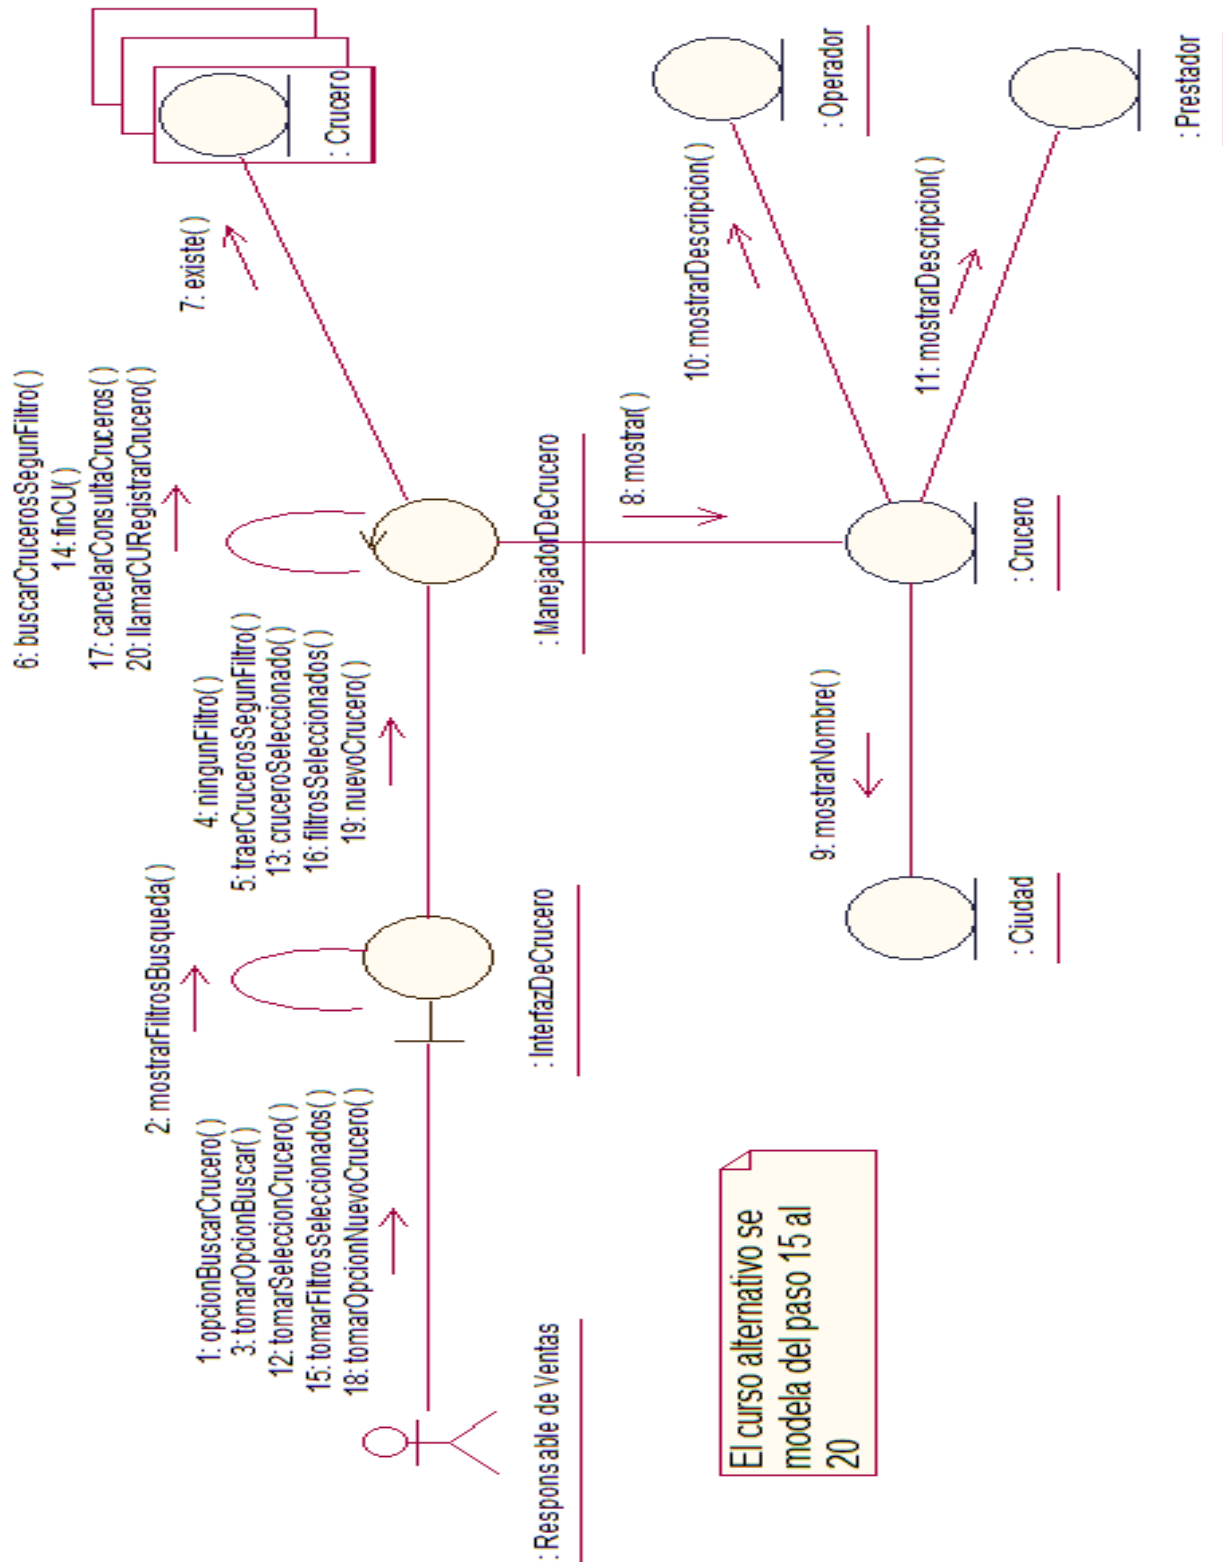 1: opcionBuscarCrucero( )
3: tomarOpcionBuscar( )
12: tomarSeleccionCrucero( )
15: tomarFiltrosSeleccionados( )
18: tomarOpcionNuevoCrucero( )
: Responsable de Ventas
2: mostrarFiltrosBusqueda( )
: InterfazDeCrucero
4: ningunFiltro( )
5: traerCrucerosSegunFiltro( )
13: cruceroSeleccionado( )
16: filtrosSeleccionados( )
19: nuevoCrucero( )
6: buscarCrucerosSegunFiltro( )
14: finCU( )
17: cancelarConsultaCruceros( )
20: llamarCURegistrarCrucero( )
: ManejadorDeCrucero
7: existe( )
: Crucero
8: mostrar( )
: Crucero
9: mostrarNombre( )
: Ciudad
10: mostrarDescripcion( )
: Operador
11: mostrarDescripcion( )
: Prestador
El curso alternativo se
modela del paso 15 al
20